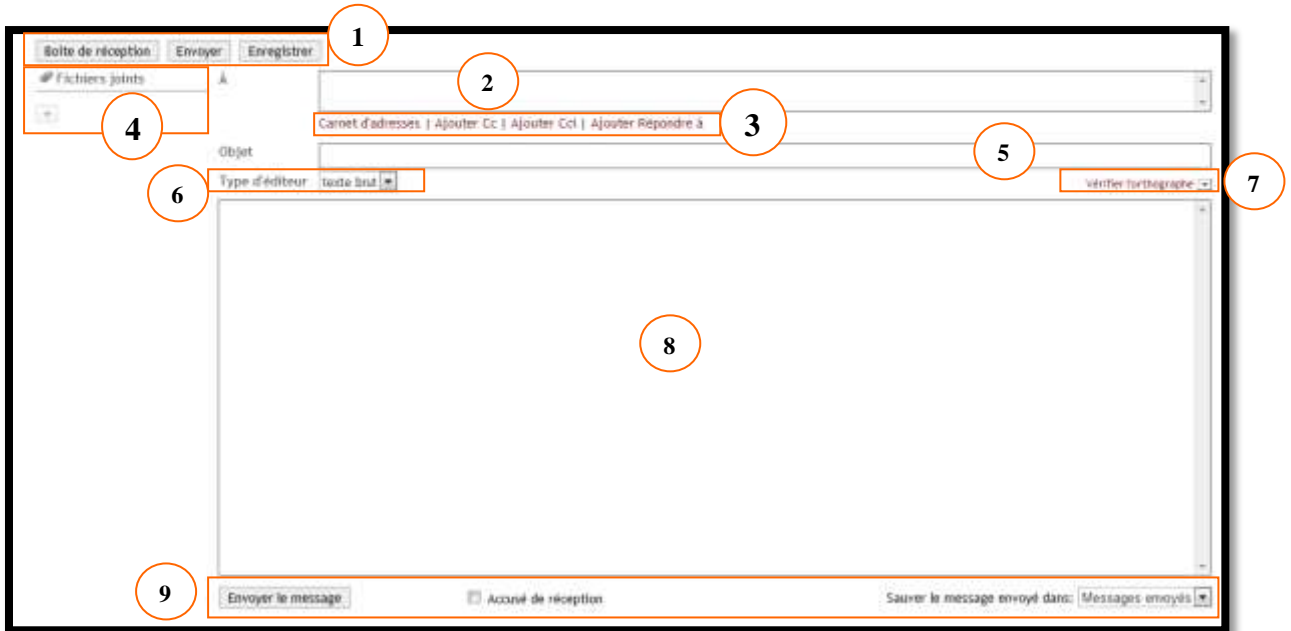 1
Boîte de réception Envoyer Enregistrer
Fichiers joints
À
2
+
4
Carnet d'adresses | Ajouter Cc | Ajouter Cci | Ajouter Répondre à
3
Objet
5
6
Type d'éditeur texte brut
Vérifier l'orthographe
7
8
9
Envoyer le message Accusé de réception Sauver le message envoyé dans: Messages envoyés